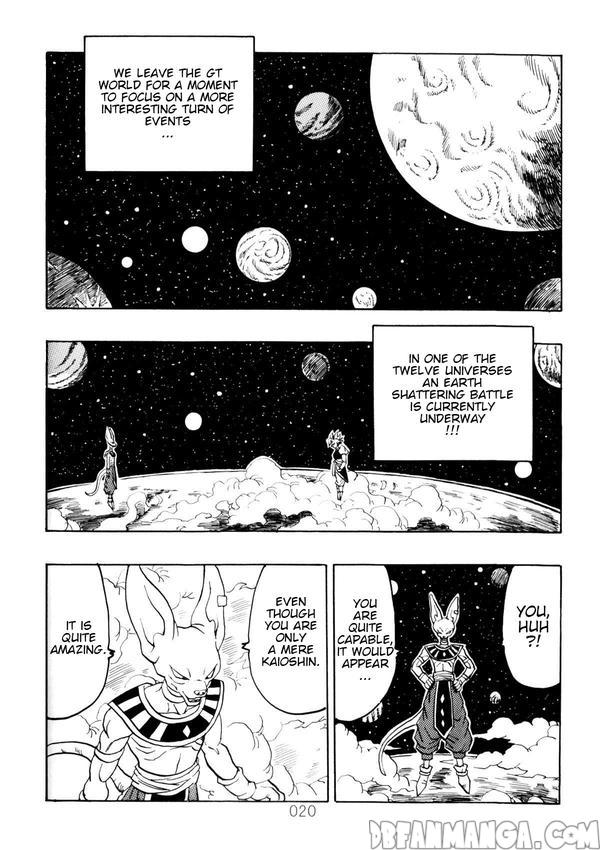 WE LEAVE THE GT
WORLD FOR A MOMENT
TO FOCUS ON A MORE
INTERESTING TURN OF
EVENTS
...
IN ONE OF THE
TWELVE UNIVERSES
AN EARTH
SHATTERING BATTLE
IS CURRENTLY
UNDERWAY
!!!
YOU,
HUH
?!
YOU
ARE
QUITE
CAPABLE,
IT WOULD
APPEAR
...
EVEN
THOUGH
YOU ARE
ONLY
A MERE
KAIOSHIN.
IT IS
QUITE
AMAZING.
020
DBFANMANGA.COM